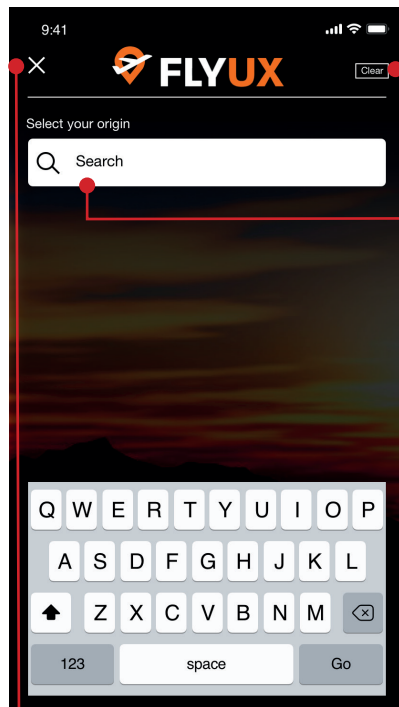 9:41
FLYUX
Clear
Select your origin
Search
Q W E R T Y U I O P
A S D F G H J K L
Z X C V B N M
123 space Go